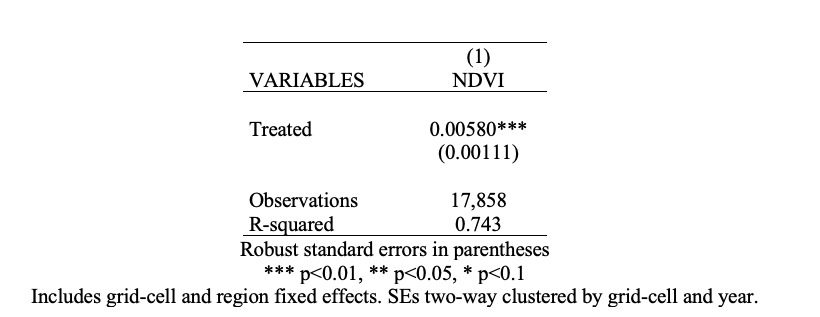 (1)
VARIABLES NDVI
Treated 0.00580***
(0.00111)
Observations 17,858
R-squared 0.743
Robust standard errors in parentheses
*** p<0.01, ** p<0.05, * p<0.1
Includes grid-cell and region fixed effects. SEs two-way clustered by grid-cell and year.